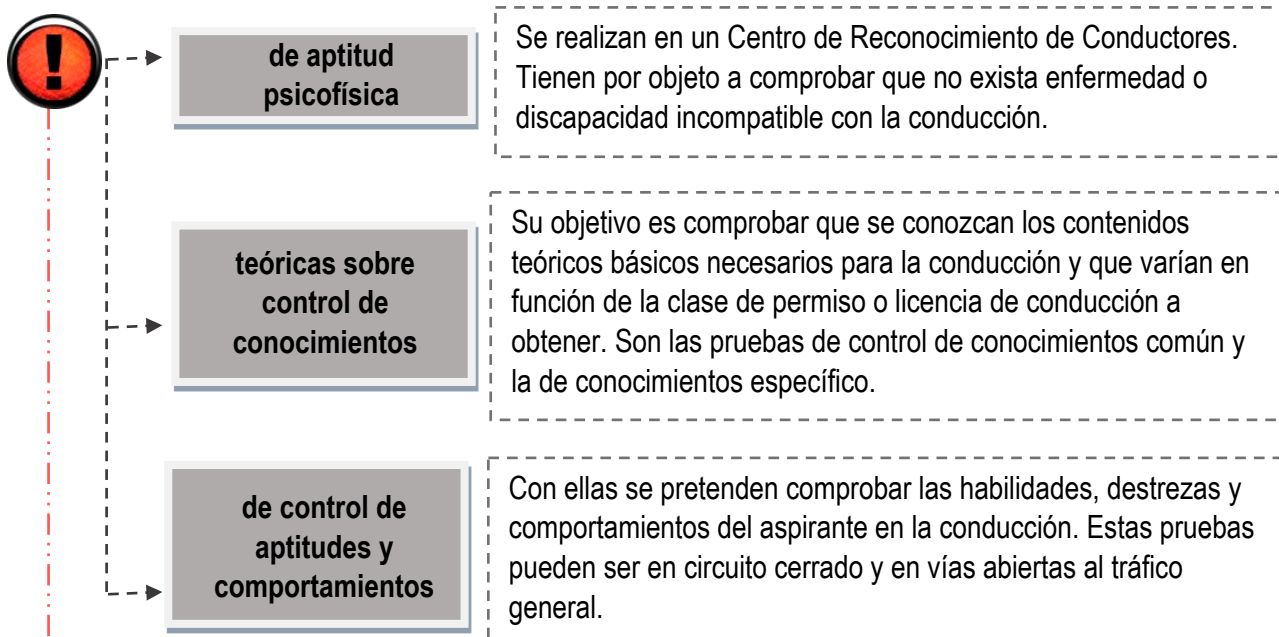 de aptitud
psicofísica
Se realizan en un Centro de Reconocimiento de Conductores.
Tienen por objeto a comprobar que no exista enfermedad o
discapacidad incompatible con la conducción.
teóricas sobre
control de
conocimientos
Su objetivo es comprobar que se conozcan los contenidos
teóricos básicos necesarios para la conducción y que varían en
función de la clase de permiso o licencia de conducción a
obtener. Son las pruebas de control de conocimientos común y
la de conocimientos específico.
de control de
aptitudes y
comportamientos
Con ellas se pretenden comprobar las habilidades, destrezas y
comportamientos del aspirante en la conducción. Estas pruebas
pueden ser en circuito cerrado y en vías abiertas al tráfico
general.